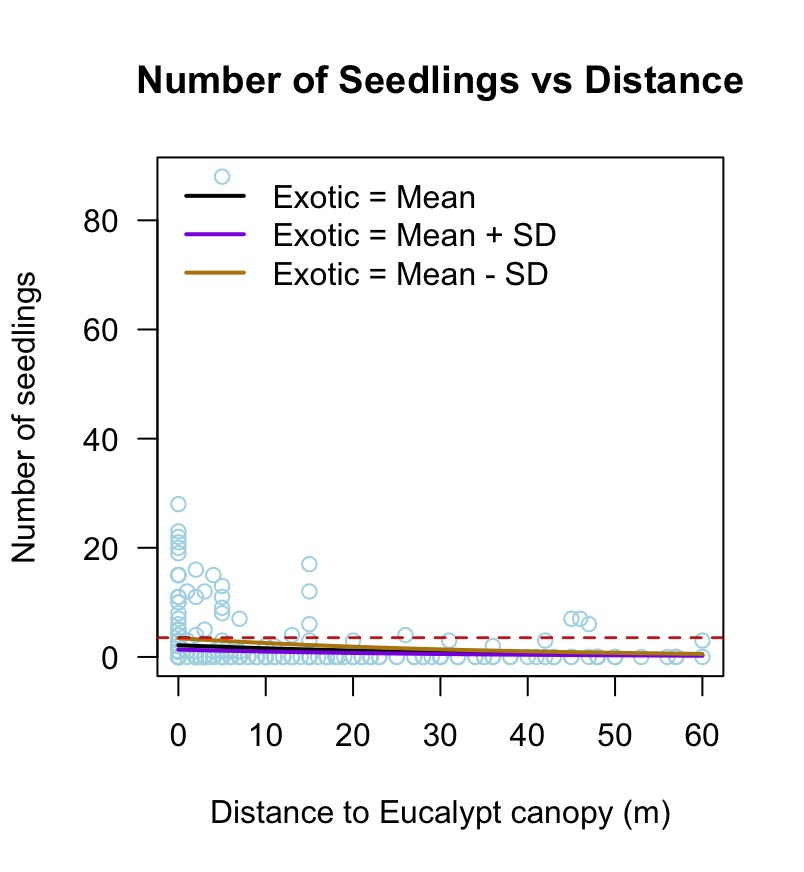 Number of Seedlings vs Distance
Exotic = Mean
Exotic = Mean + SD
Exotic = Mean - SD
80
60
40
20
0
Number of seedlings
0 10 20 30 40 50 60
Distance to Eucalypt canopy (m)